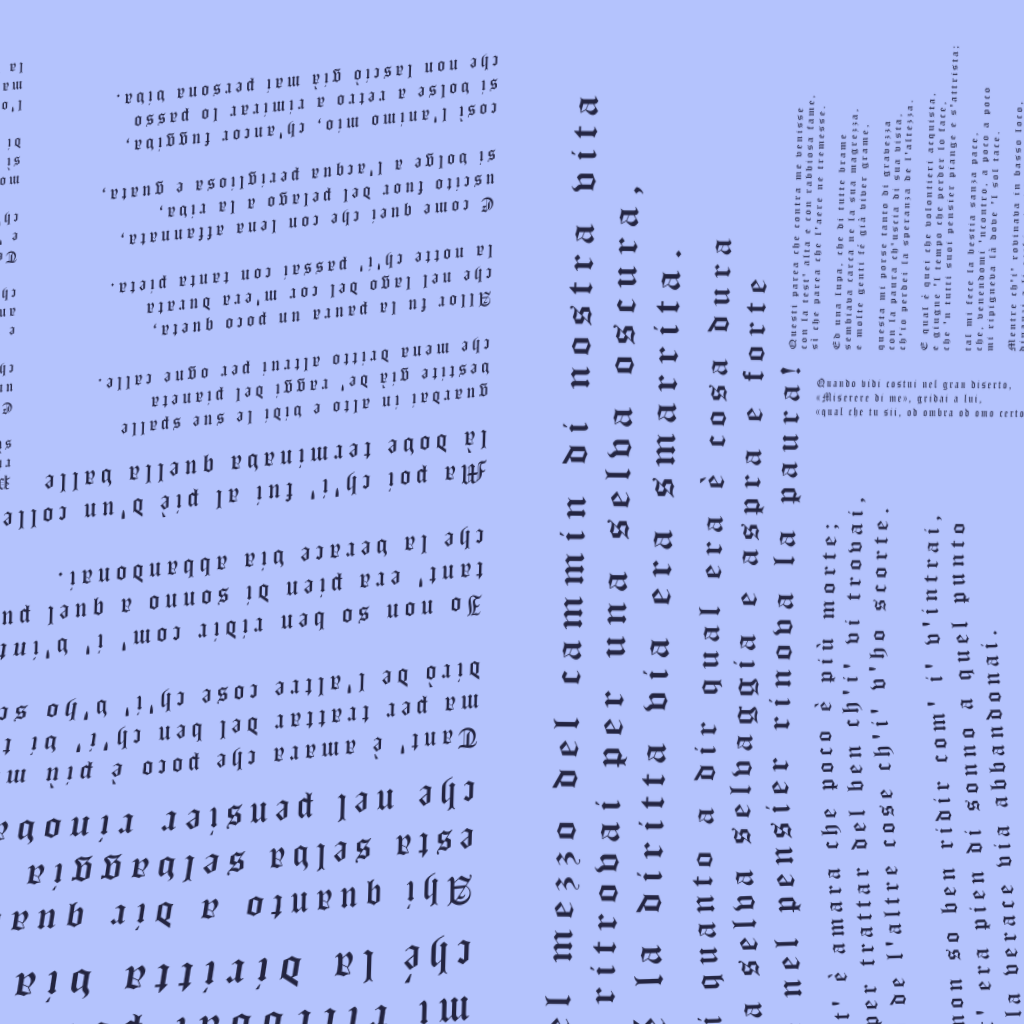 mi ritrovai
ché la diritta via
Ahi quanto a dir qua
esta selva selvaggia
che nel pensier rinova
Tant' è amara che poco è più m
ma per trattar del ben ch'i' vi t
dirò de l'altre cose ch'i' v'ho sc
Io non so ben ridir com' i' v'int
tant' era pien di sonno a quel pu
che la verace via abbandonai.
Ma poi ch'i' fui al piè d'un colle
là dove terminava quella valle
guardai in alto e vidi le sue spalle
vestite già de' raggi del pianeta
che mena dritto altrui per ogne calle.
Allor fu la paura un poco queta,
che nel lago del cor m'era durata
la notte ch'i' passai con tanta pieta.
E come quei che con lena affannata,
uscito fuor del pelago a la riva,
si volge a l'acqua perigliosa e guata,
così l'animo mio, ch'ancor fuggiva,
si volse a retro a rimirar lo passo
che non lasciò già mai persona viva.
l mezzo del cammin di nostra vita
ritrovai per una selva oscura,
la diritta via era smarrita.
i quanto a dir qual era è cosa dura
a selva selvaggia e aspra e forte
nel pensier rinova la paura!
t' è amara che poco è più morte;
per trattar del ben ch'i' vi trovai,
de l'altre cose ch'i' v'ho scorte.
non so ben ridir com' i' v'intrai,
' era pien di sonno a quel punto
la verace via abbandonai.
Questi parea che contra me venisse
con la test' alta e con rabbiosa fame,
sì che parea che l'aere ne tremesse.
Ed una lupa, che di tutte brame
sembiava carca ne la sua magrezza,
e molte genti fé già viver grame,
questa mi porse tanto di gravezza
con la paura ch'uscia di sua vista,
ch'io perdei la speranza de l'altezza.
E qual è quei che volontieri acquista,
e giugne 'l tempo che perder lo face,
che 'n tutti suoi pensier piange e s'attrista;
tal mi fece la bestia sanza pace,
che, venendomi 'ncontro, a poco a poco
mi ripigneva là dove 'l sol tace.
Mentre ch'i' rovinava in basso loco,
Quando vidi costui nel gran diserto,
«Miserere di me», gridai a lui,
«qual che tu sii, od ombra od omo certo